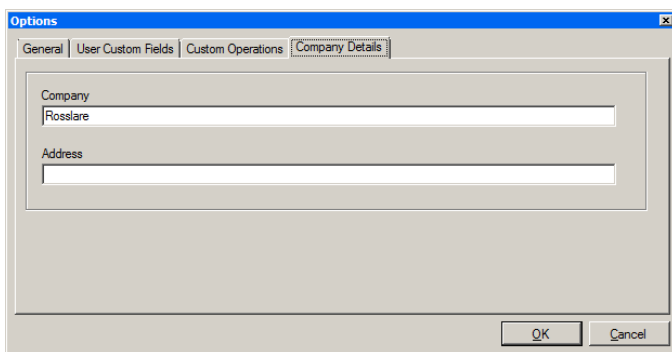 Options
General User Custom Fields Custom Operations Company Details
Company
Rosslare
Address
OK Cancel